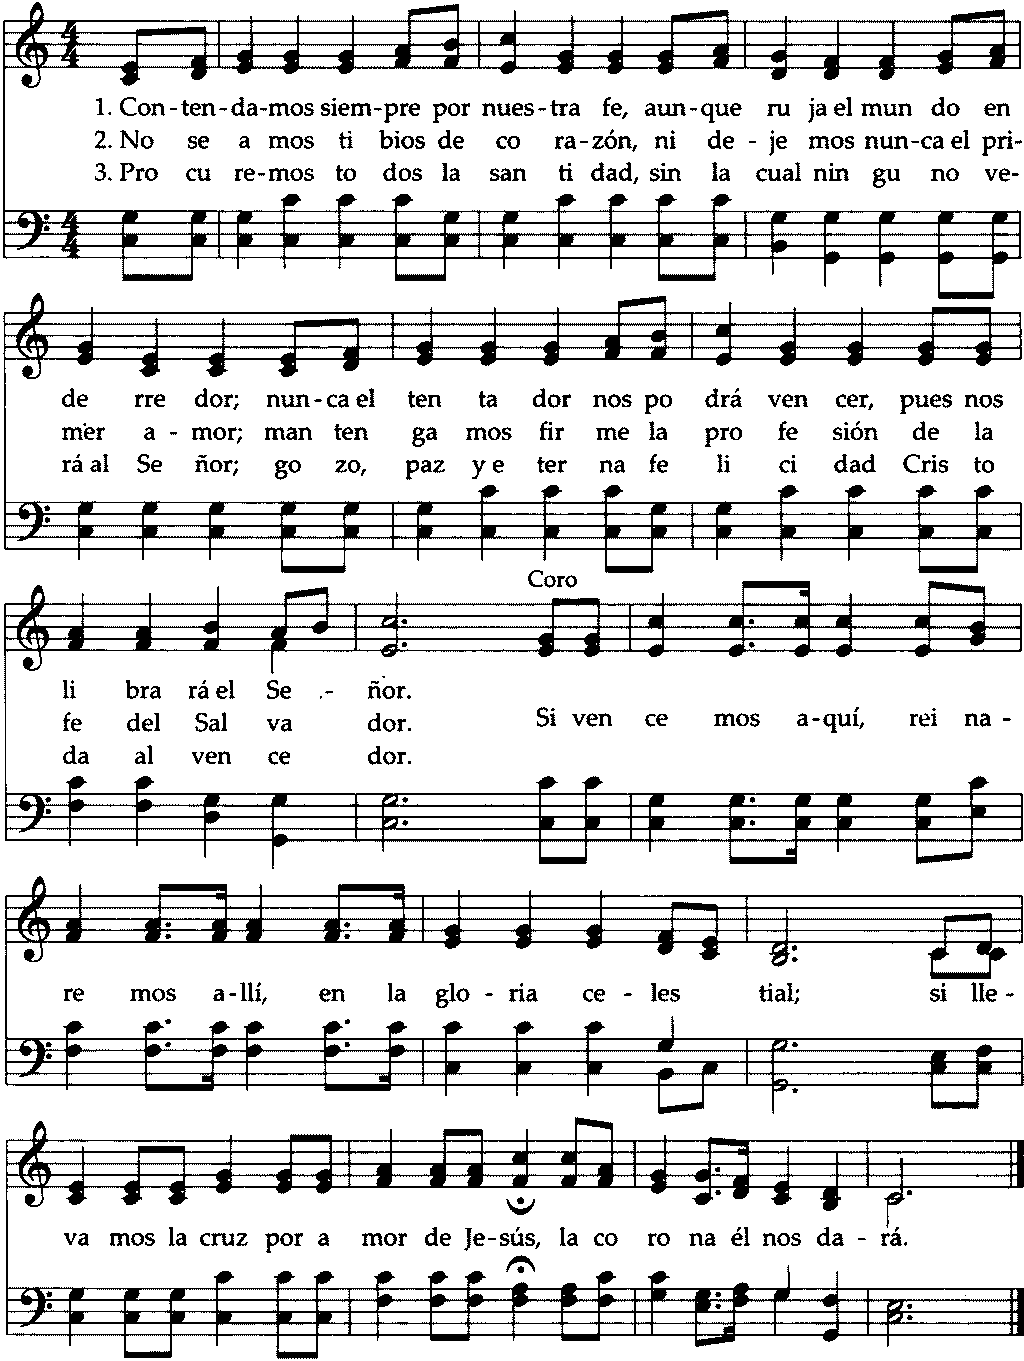 1. Con-ten-da-mos siem-pre por nues-tra fe, aun-que ru ja el mun do en
2. No se a mos ti bios de co ra-zón, ni de-je mos nun-ca el pri-
3. Pro cu re-mos to dos la san ti dad, sin la cual nin gu no ve-
de rre dor; nun-ca el ten ta dor nos po drá ven cer, pues nos
mer a-mor; man ten ga mos fir me la pro fe sión de la
rá al Se ñor; go zo, paz y e ter na fe li ci dad Cris to
Coro
li bra rá el Se - ñor.
fe del Sal va dor. Si ven ce mos a-quí, rei na-
da al ven ce dor.
re mos a-llí, en la glo-ria ce-les tial; si lle-
va mos la cruz por a mor de Je-sús, la co ro na él nos da-rá.